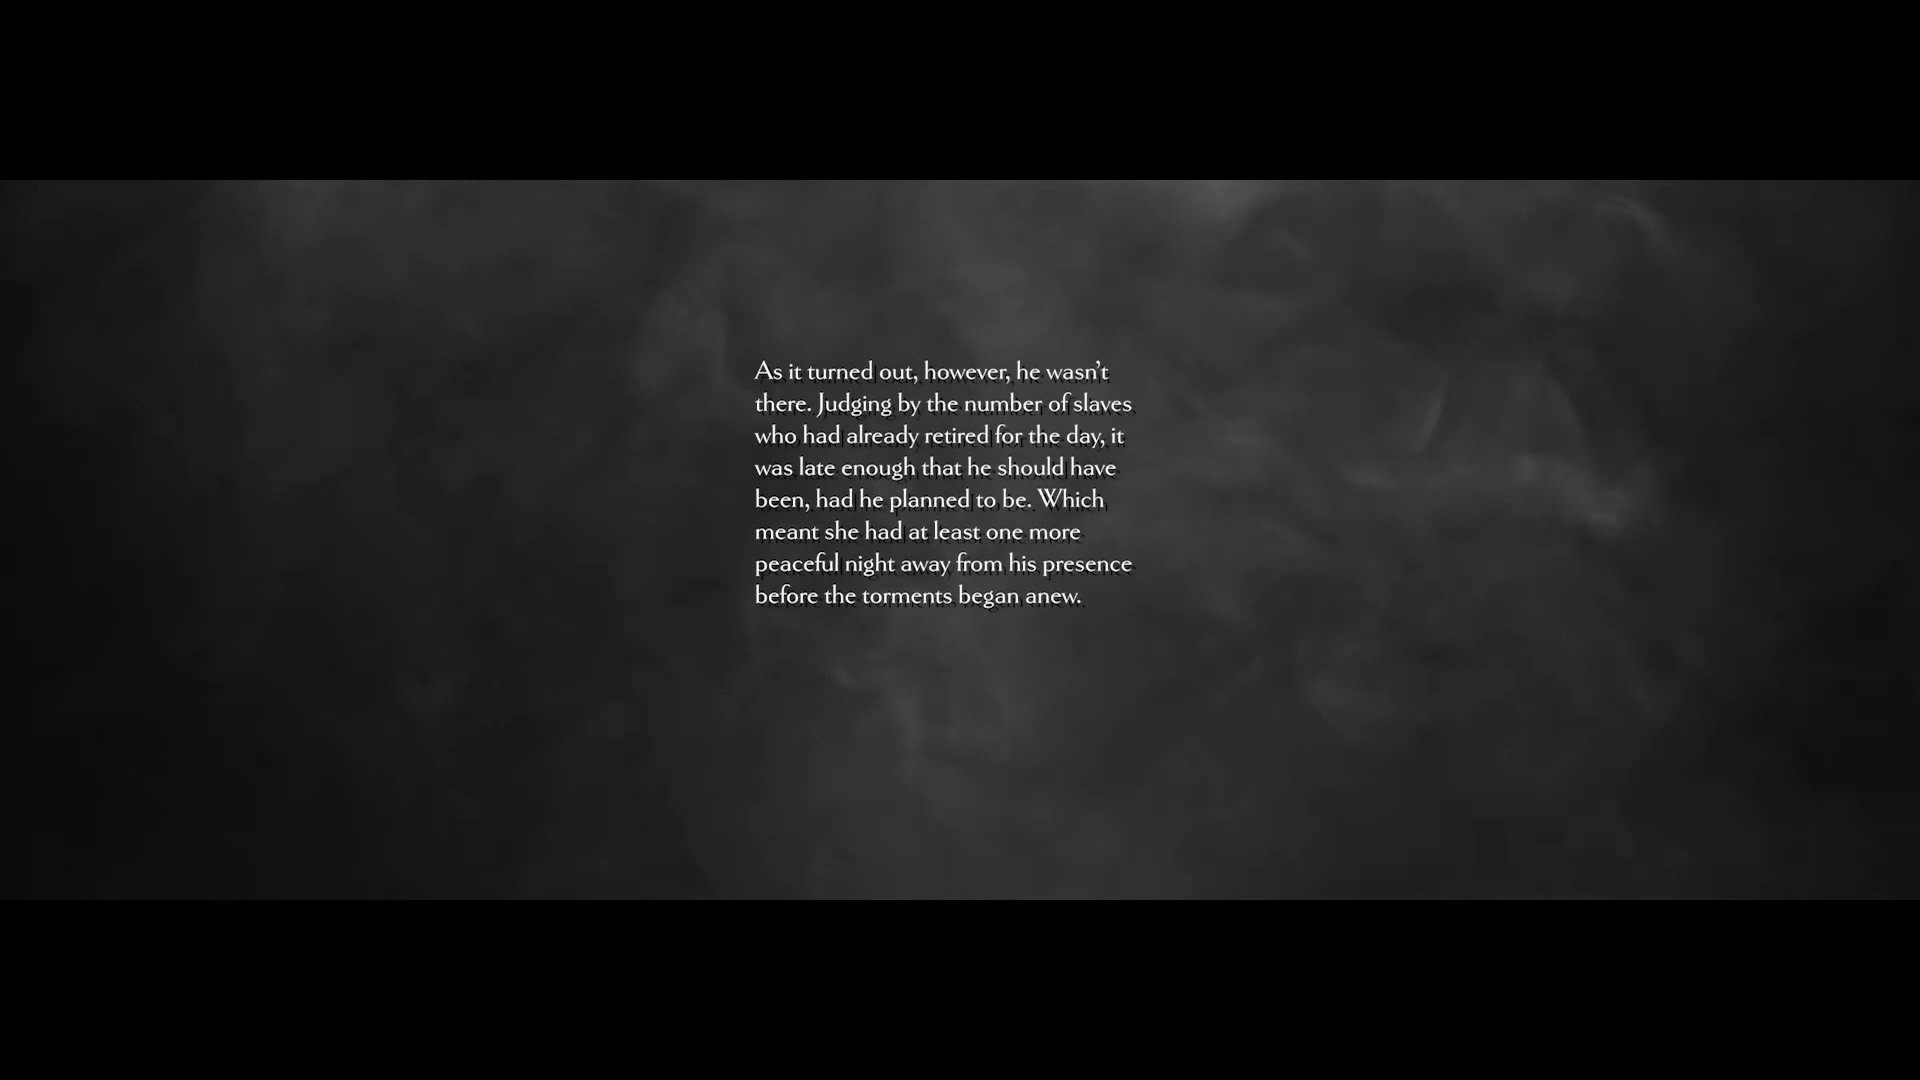 As it turned out, however, he wasn't
there. Judging by the number of slaves
who had already retired for the day, it
was late enough that he should have
been, had he planned to be. Which
meant she had at least one more
peaceful night away from his presence
before the torments began anew.